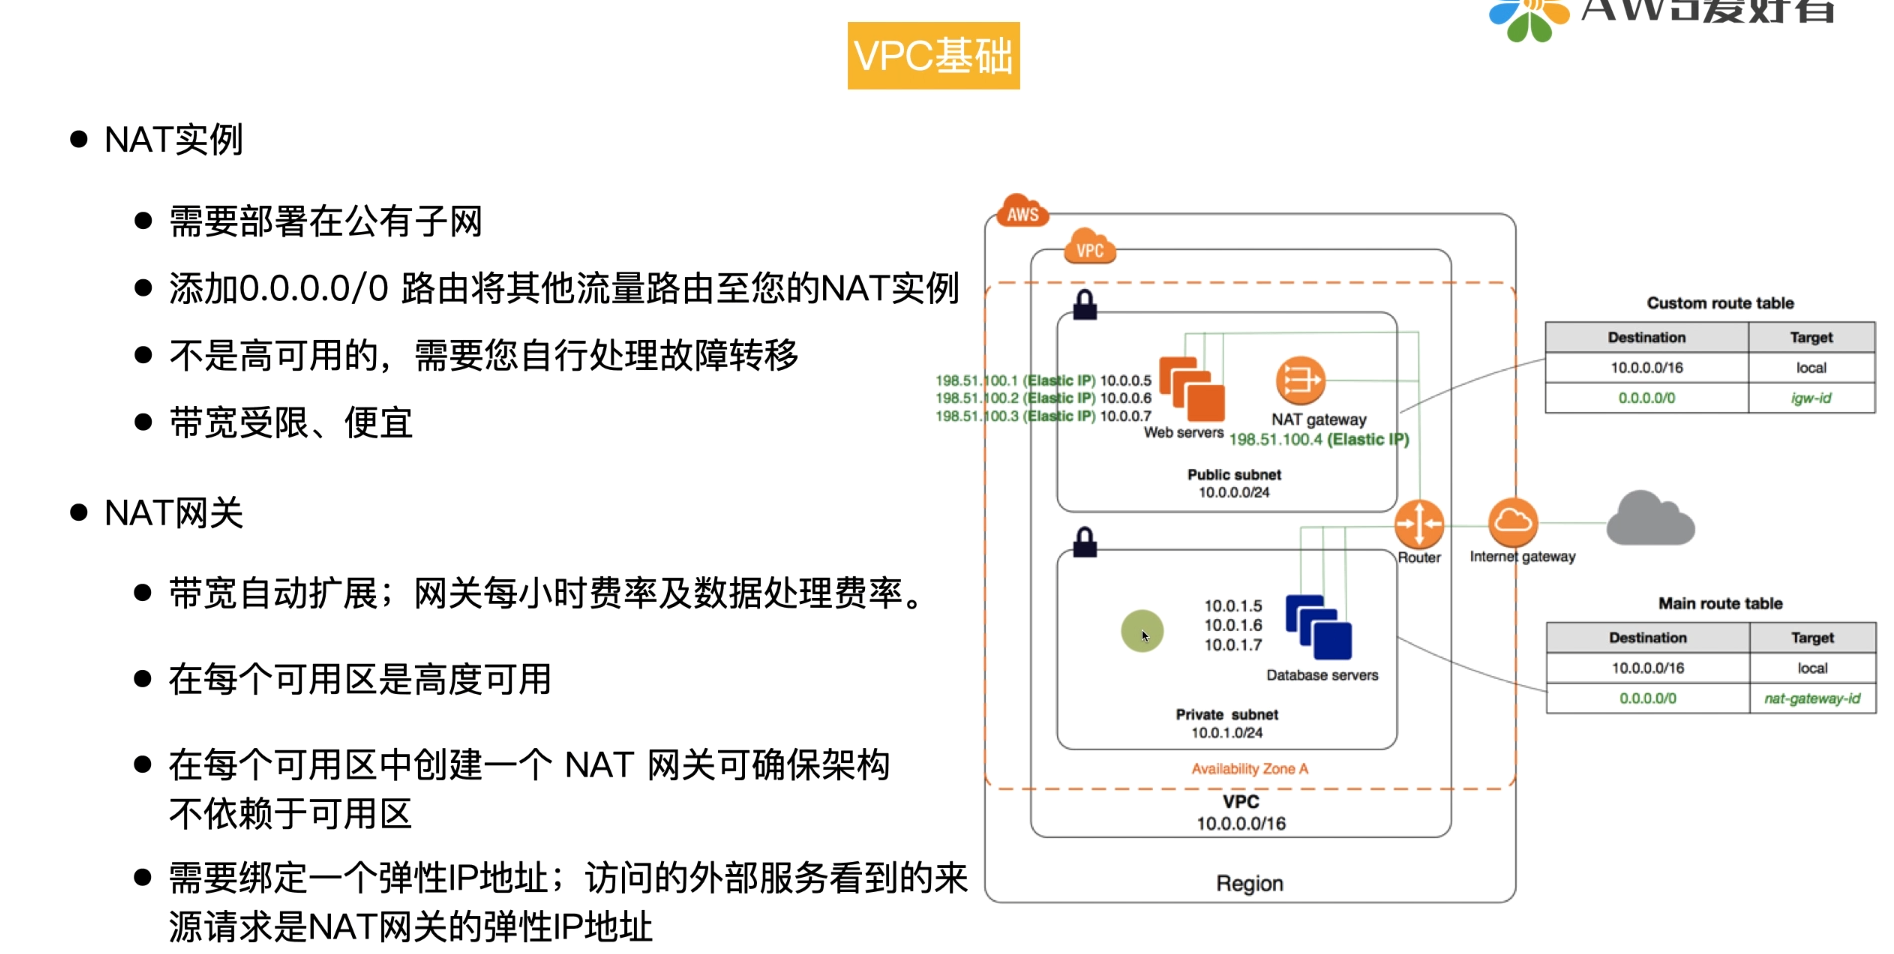 AWS爱好者
VPC基础
NAT实例
需要部署在公有子网
添加0.0.0.0/0 路由将其他流量路由至您的NAT实例
不是高可用的，需要您自行处理故障转移
带宽受限、便宜
NAT网关
带宽自动扩展；网关每小时费率及数据处理费率。
在每个可用区是高度可用
在每个可用区中创建一个 NAT 网关可确保架构
不依赖于可用区
需要绑定一个弹性IP地址；访问的外部服务看到的来
源请求是NAT网关的弹性IP地址
AWS
VPC
198.51.100.1 (Elastic IP) 10.0.0.5
198.51.100.2 (Elastic IP) 10.0.0.6
198.51.100.3 (Elastic IP) 10.0.0.7
Web servers
NAT gateway
198.51.100.4 (Elastic IP)
Public subnet
10.0.0.0/24
Router
Internet gateway
10.0.1.5
10.0.1.6
10.0.1.7
Database servers
Private subnet
10.0.1.0/24
Availability Zone A
VPC
10.0.0.0/16
Region
Custom route table
Destination Target
10.0.0.0/16 local
0.0.0.0/0 igw-id
Main route table
Destination Target
10.0.0.0/16 local
0.0.0.0/0 nat-gateway-id